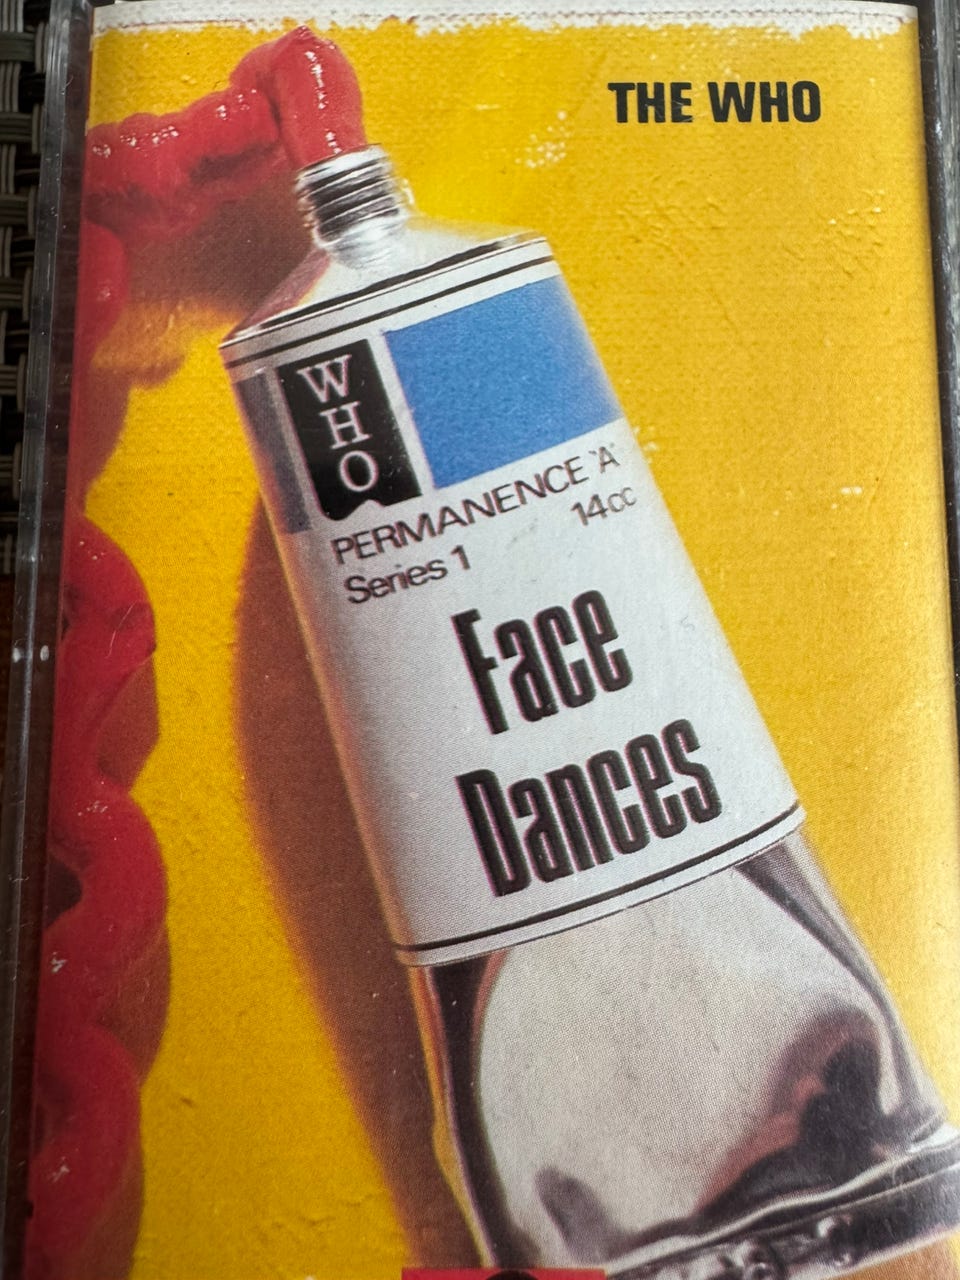 THE WHO
WHO
PERMANENCE 'A'
Series 1 14cc
Face
Dances